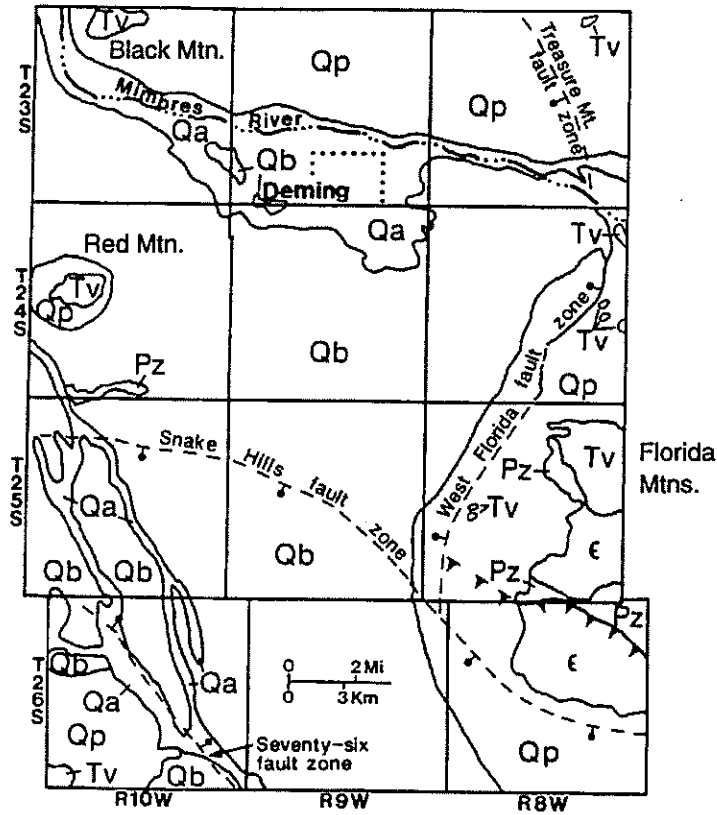 Tv
Black Mtn.
Qp
Treasure Mt.
fault zone
Tv
T23S
Mimbres
River
Qp
Qa
Qb
Deming
Qa
Tv
Red Mtn.
T24S
Tv
Qp
Qb
Tv
Pz
Qp
West Florida fault zone
Snake Hills fault zone
T25S
Qa
Pz
Tv
Florida
Mtns.
Tv
Qb
Qb
Qb
Pz
Є
Pz
T26S
Qb
Qa
Qa
0 2 Mi
0 3 Km
Є
Qp
Seventy-six
fault zone
Qp
Tv
Qb
R10W
R9W
R8W